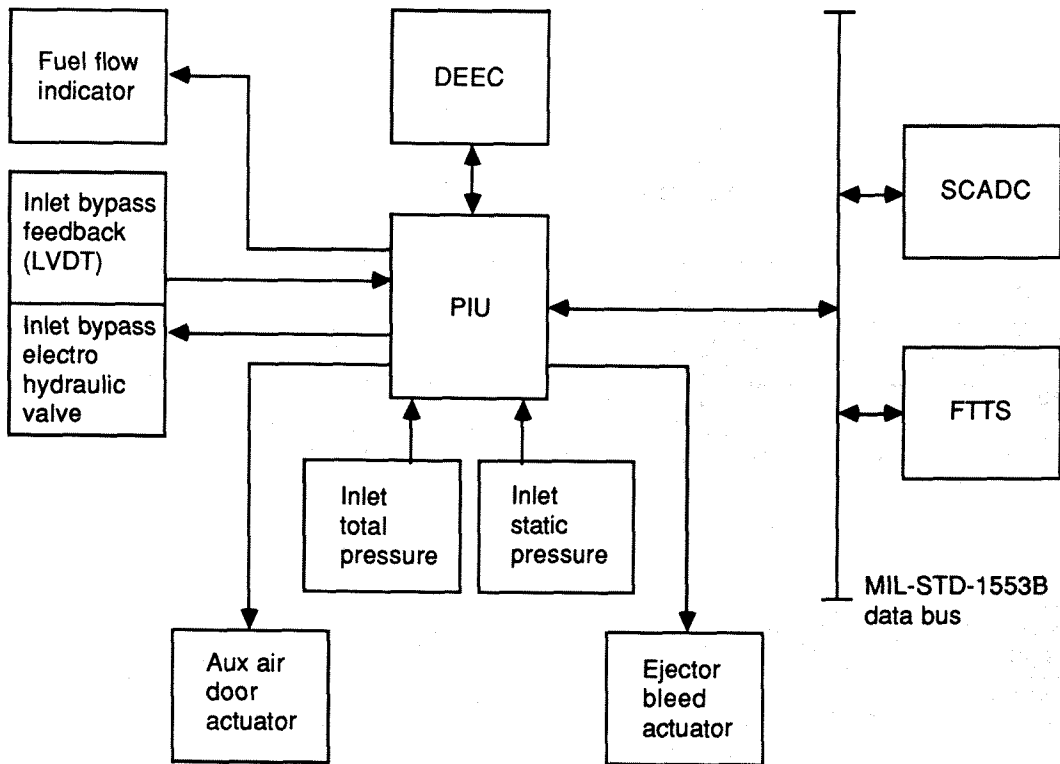 Fuel flow
indicator
DEEC
SCADC
Inlet bypass
feedback
(LVDT)
PIU
Inlet bypass
electro
hydraulic
valve
FTTS
Inlet
total
pressure
Inlet
static
pressure
MIL-STD-1553B
data bus
Aux air
door
actuator
Ejector
bleed
actuator